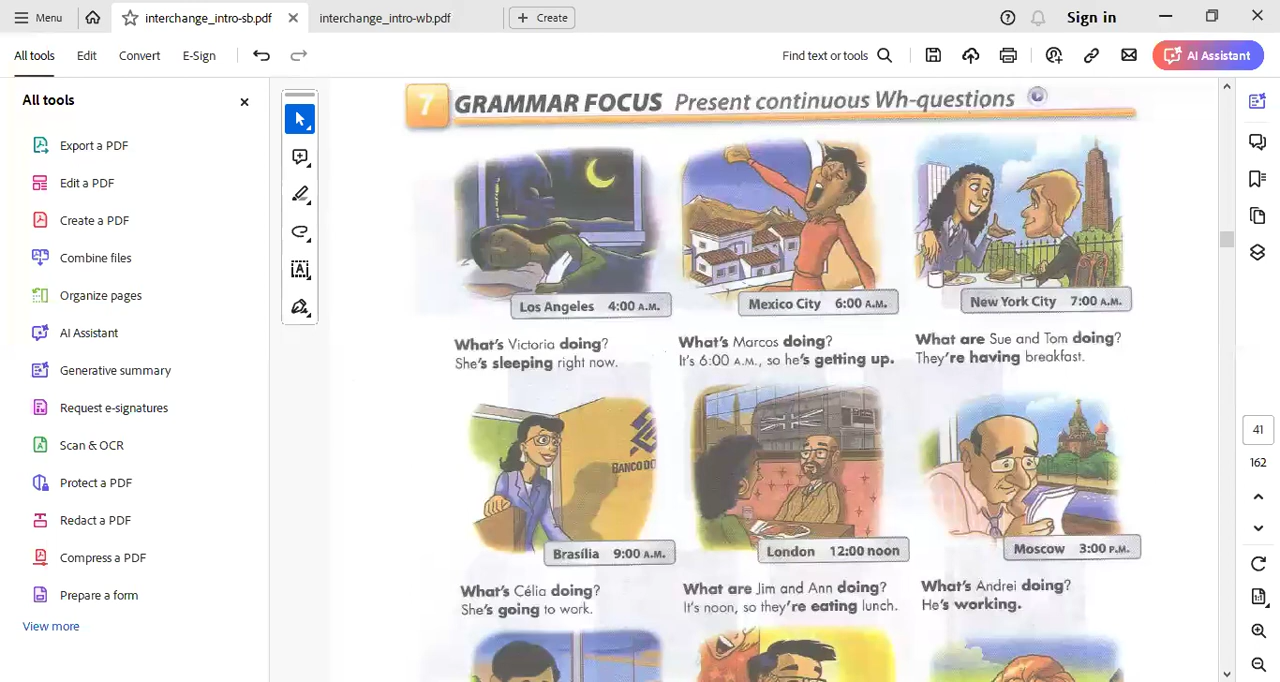 Menu
interchange_intro-sb.pdf
interchange_intro-wb.pdf
Create
Sign in
All tools
Edit
Convert
E-Sign
Find text or tools
AI Assistant
All tools
Export a PDF
Edit a PDF
Create a PDF
Combine files
Organize pages
AI Assistant
Generative summary
Request e-signatures
Scan & OCR
Protect a PDF
Redact a PDF
Compress a PDF
Prepare a form
View more
7 GRAMMAR FOCUS Present continuous Wh-questions
Los Angeles 4:00 A.M.
Mexico City 6:00 A.M.
New York City 7:00 A.M.
What's Victoria doing?
She's sleeping right now.
What's Marcos doing?
It's 6:00 A.M., so he's getting up.
What are Sue and Tom doing?
They're having breakfast.
BANCO DO
Brasília 9:00 A.M.
London 12:00 noon
Moscow 3:00 P.M.
What's Célia doing?
She's going to work.
What are Jim and Ann doing?
It's noon, so they're eating lunch.
What's Andrei doing?
He's working.
41
162